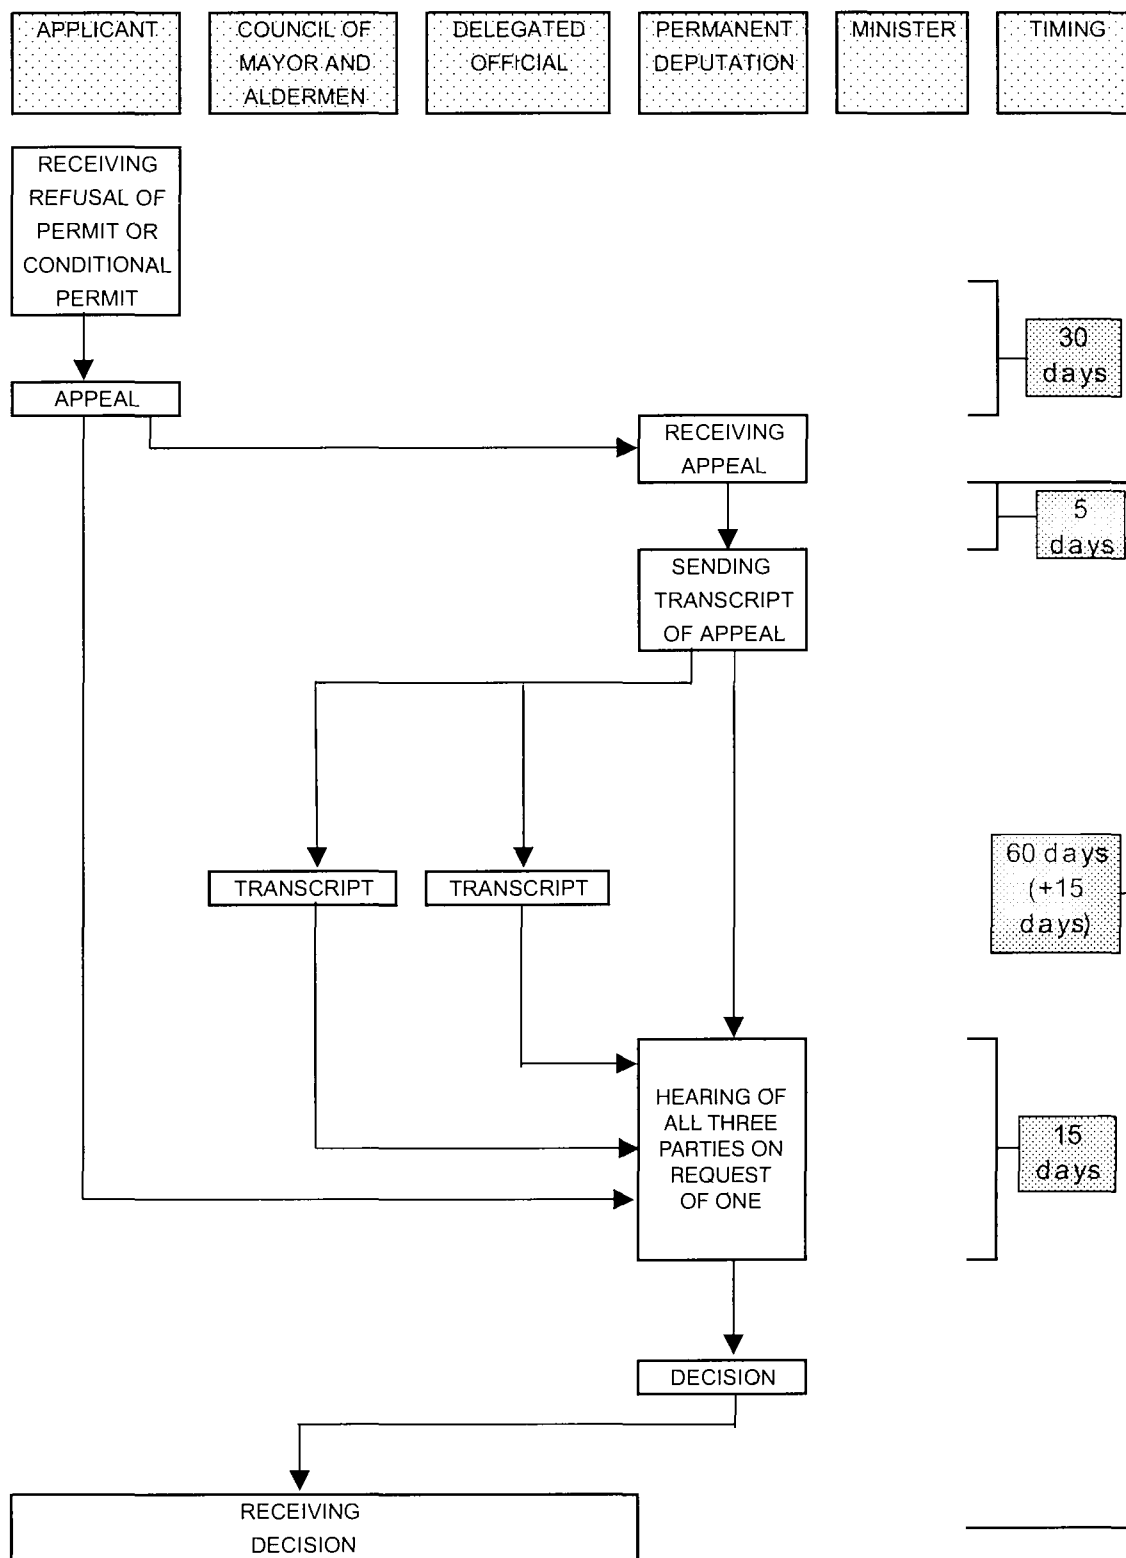 APPLICANT
COUNCIL OF
MAYOR AND
ALDERMEN
DELEGATED
OFFICIAL
PERMANENT
DEPUTATION
MINISTER
TIMING
RECEIVING
REFUSAL OF
PERMIT OR
CONDITIONAL
PERMIT
30
days
APPEAL
RECEIVING
APPEAL
5
days
SENDING
TRANSCRIPT
OF APPEAL
TRANSCRIPT
TRANSCRIPT
60 days
(+15
days)
HEARING OF
ALL THREE
PARTIES ON
REQUEST
OF ONE
15
days
DECISION
RECEIVING
DECISION